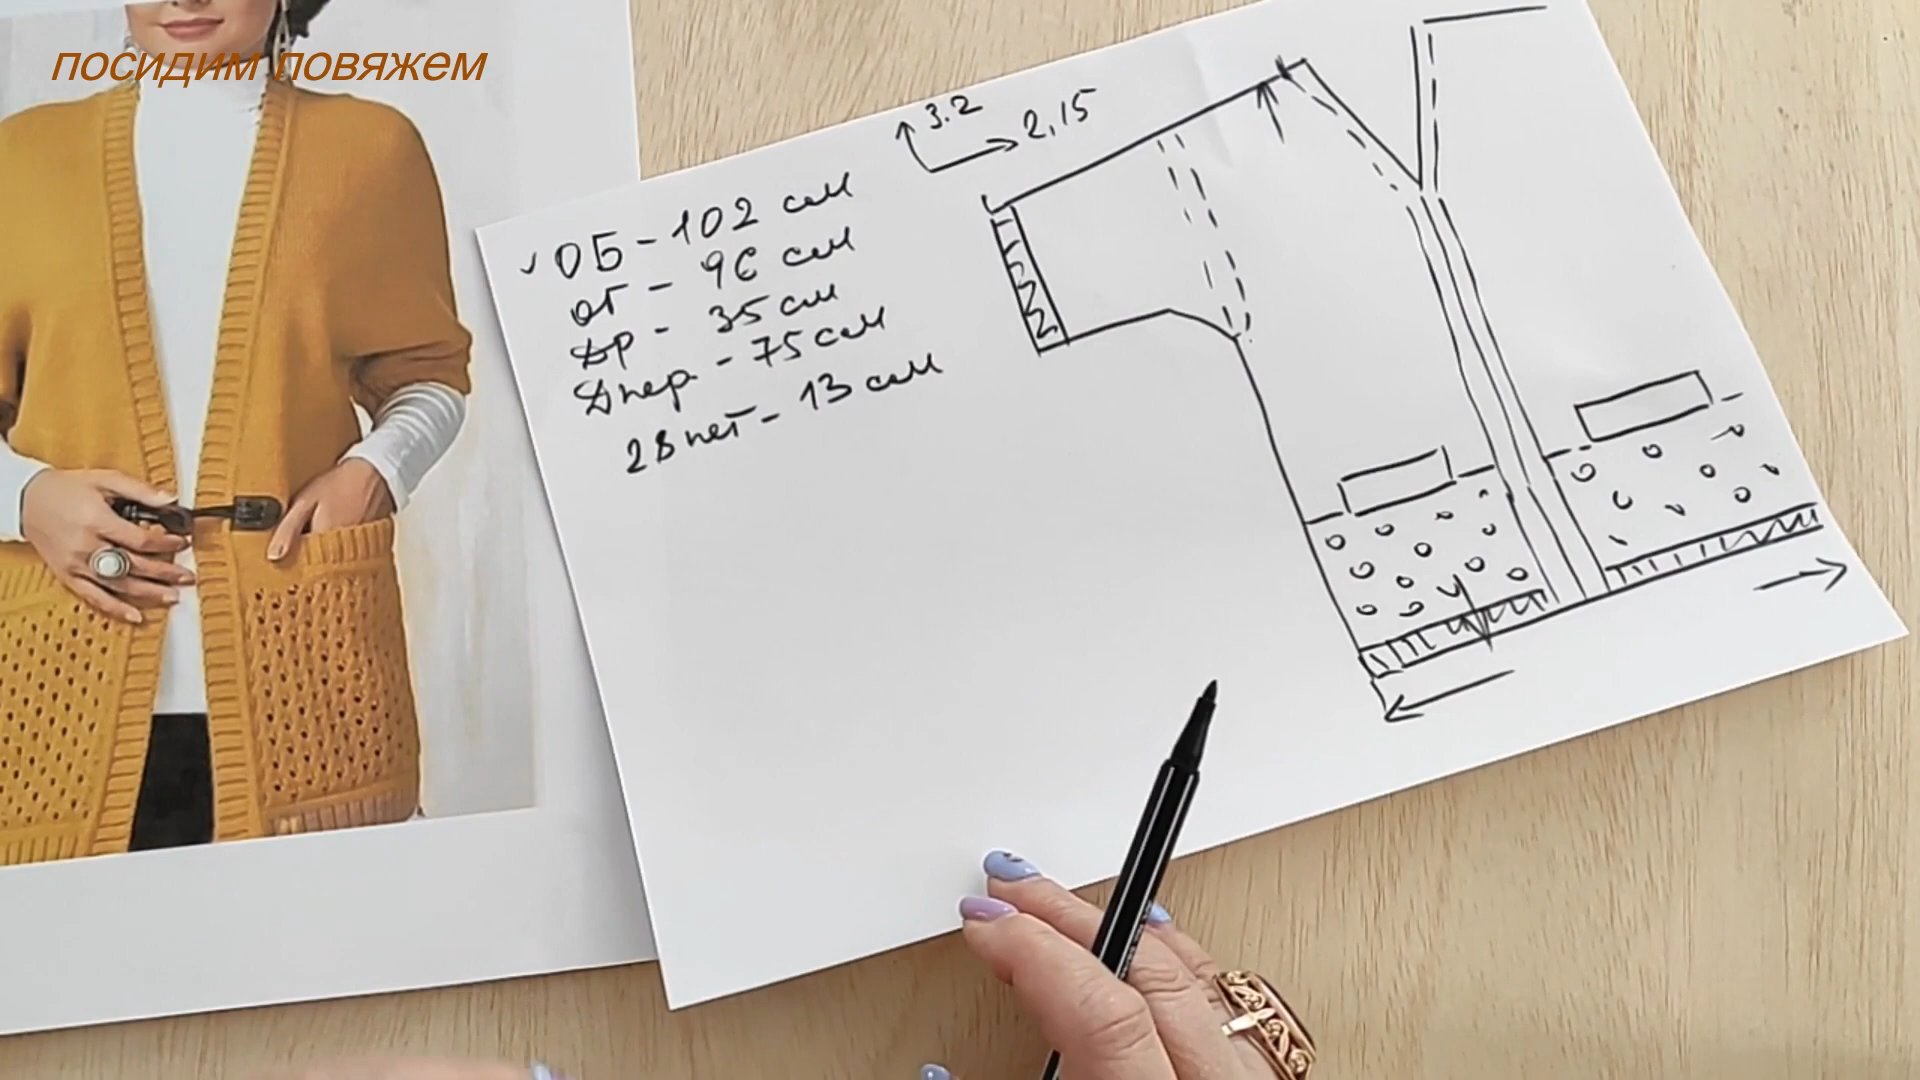 посидим повяжем
3.2
2,15
✓ ОБ - 102 см
ОГ - 96 см
Др - 35 см
Дпер - 75 см
28 пет - 13 см